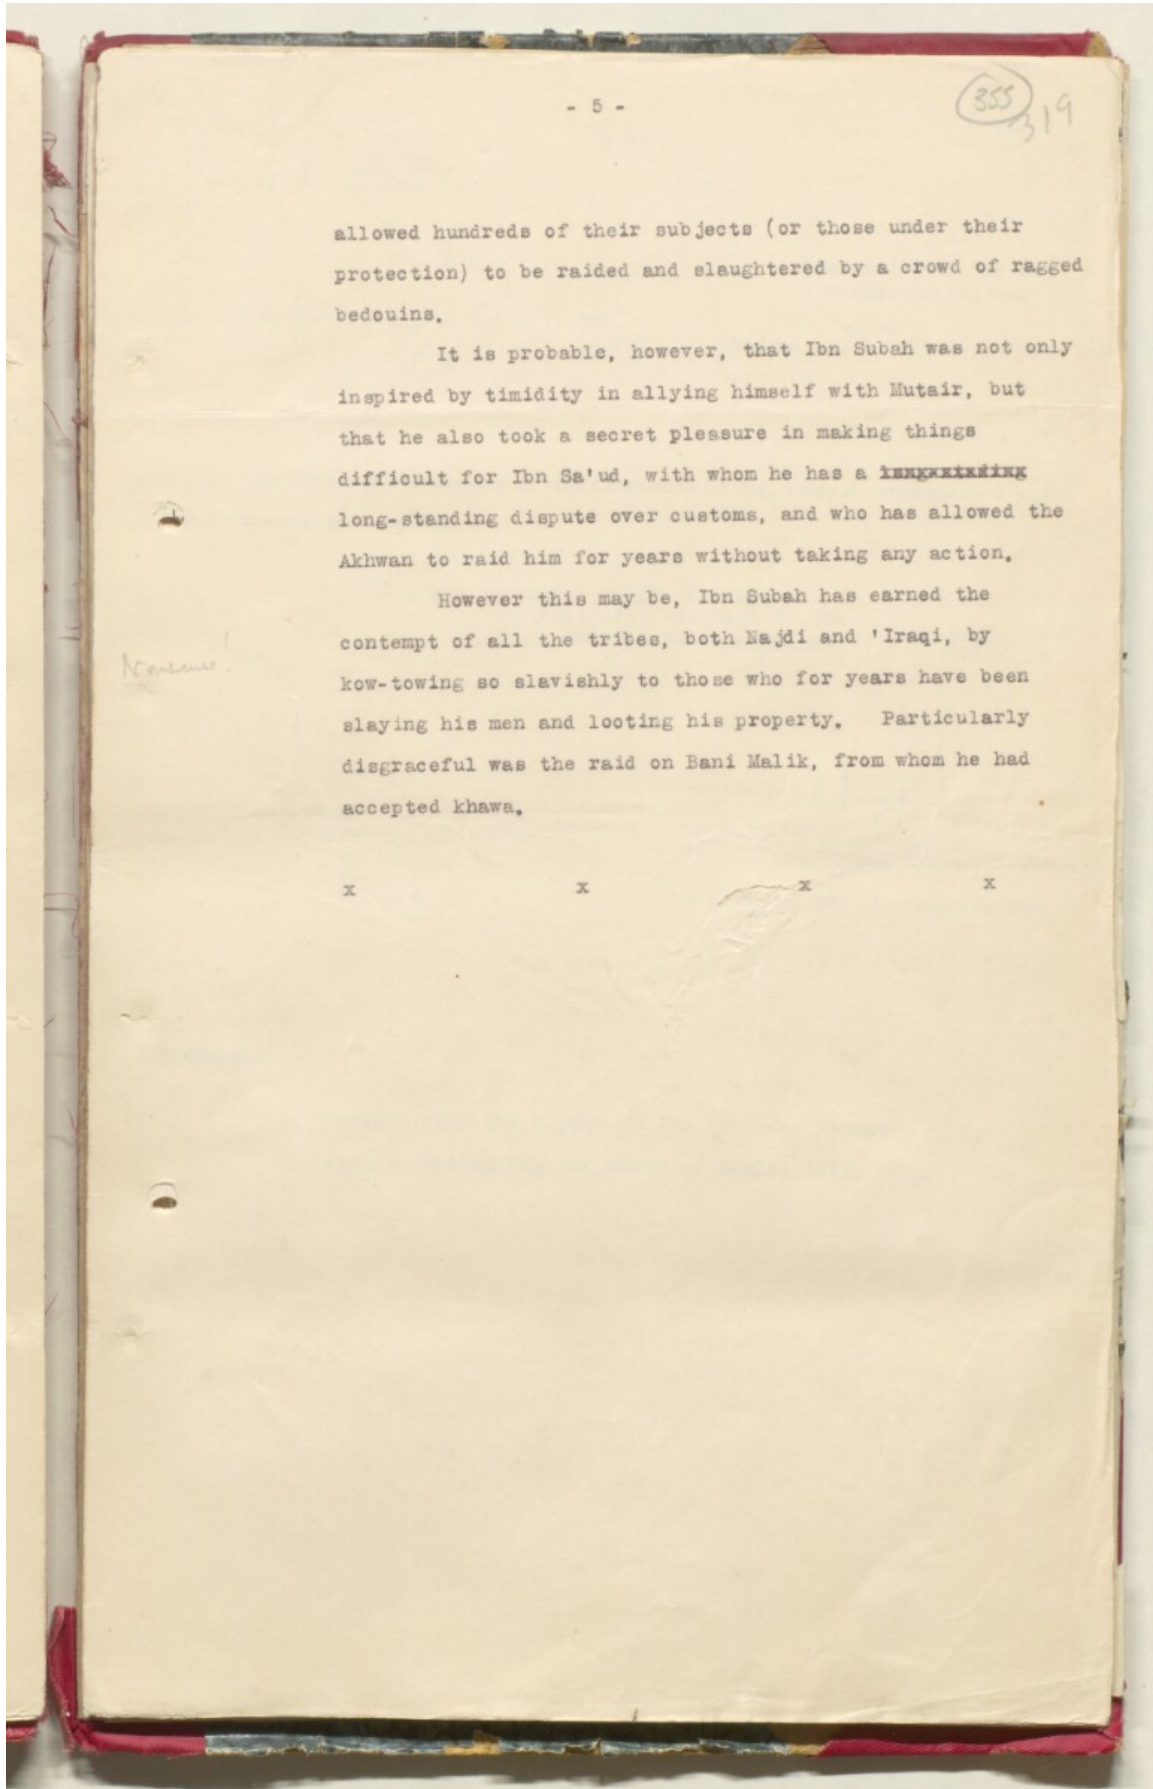 - 5 -
355
319
allowed hundreds of their subjects (or those under their
protection) to be raided and slaughtered by a crowd of ragged
bedouins.
It is probable, however, that Ibn Subah was not only
inspired by timidity in allying himself with Mutair, but
that he also took a secret pleasure in making things
difficult for Ibn Sa'ud, with whom he has a
long-standing dispute over customs, and who has allowed the
Akhwan to raid him for years without taking any action.
However this may be, Ibn Subah has earned the
contempt of all the tribes, both Najdi and 'Iraqi, by
Nonsense!
kow-towing so slavishly to those who for years have been
slaying his men and looting his property. Particularly
disgraceful was the raid on Bani Malik, from whom he had
accepted khawa.
x x x x